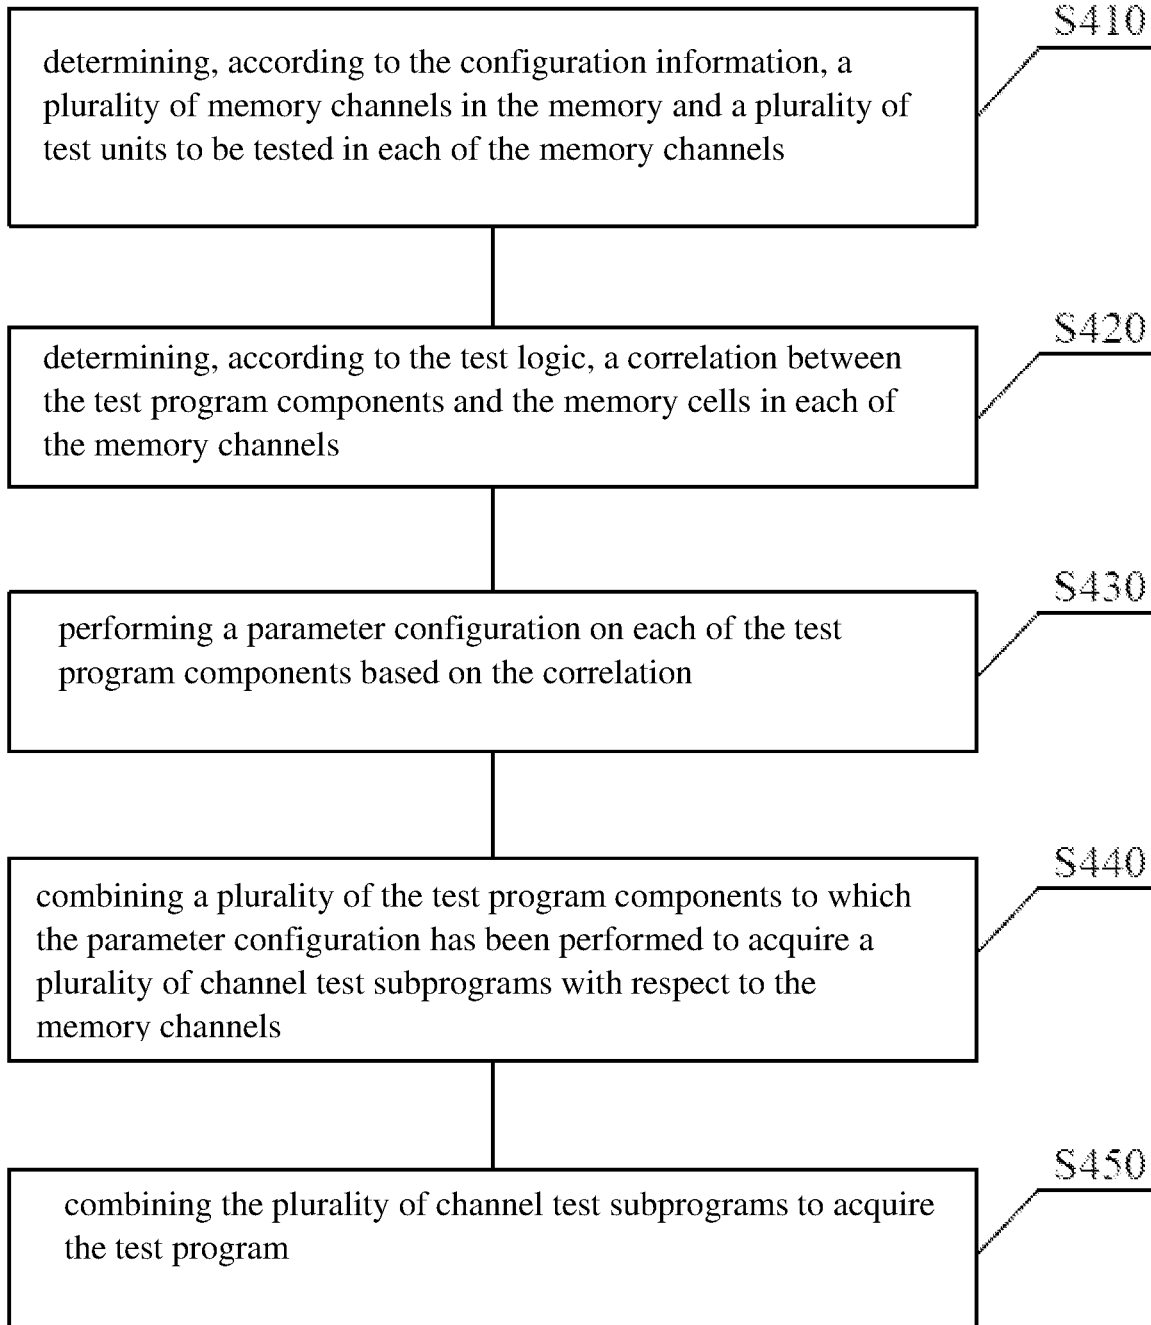 S410
determining, according to the configuration information, a
plurality of memory channels in the memory and a plurality of
test units to be tested in each of the memory channels
S420
determining, according to the test logic, a correlation between
the test program components and the memory cells in each of
the memory channels
S430
performing a parameter configuration on each of the test
program components based on the correlation
S440
combining a plurality of the test program components to which
the parameter configuration has been performed to acquire a
plurality of channel test subprograms with respect to the
memory channels
S450
combining the plurality of channel test subprograms to acquire
the test program